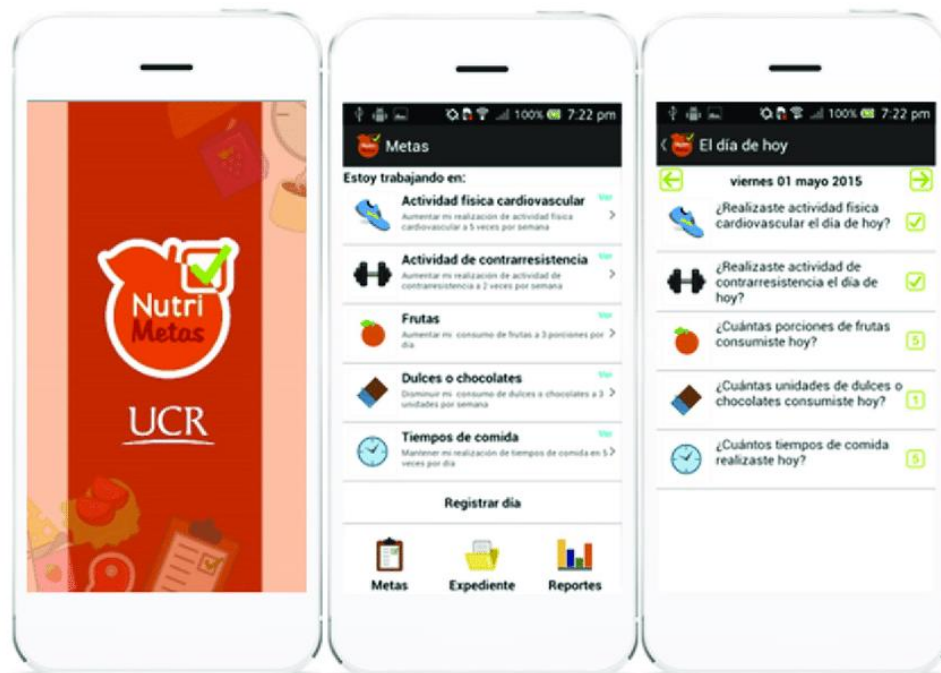 Nutri
Metas
UCR
100% 7:22 pm
Metas
Estoy trabajando en:
Actividad física cardiovascular Ver
Aumentar mi realización de actividad física
cardiovascular a 5 veces por semana
Actividad de contrarresistencia Ver
Aumentar mi realización de actividad de
contrarresistencia a 2 veces por semana
Frutas Ver
Aumentar mi consumo de frutas a 3 porciones por
día
Dulces o chocolates Ver
Disminuir mi consumo de dulces o chocolates a 3
unidades por semana
Tiempos de comida Ver
Mantener mi realización de tiempos de comida en 5
veces por día
Registrar día
Metas Expediente Reportes
100% 7:22 pm
Nutri
El día de hoy
viernes 01 mayo 2015
¿Realizaste actividad física
cardiovascular el día de hoy?
¿Realizaste actividad de
contrarresistencia el día de
hoy?
¿Cuántas porciones de frutas
consumiste hoy? 5
¿Cuántas unidades de dulces o
chocolates consumiste hoy? 1
¿Cuántos tiempos de comida
realizaste hoy? 5